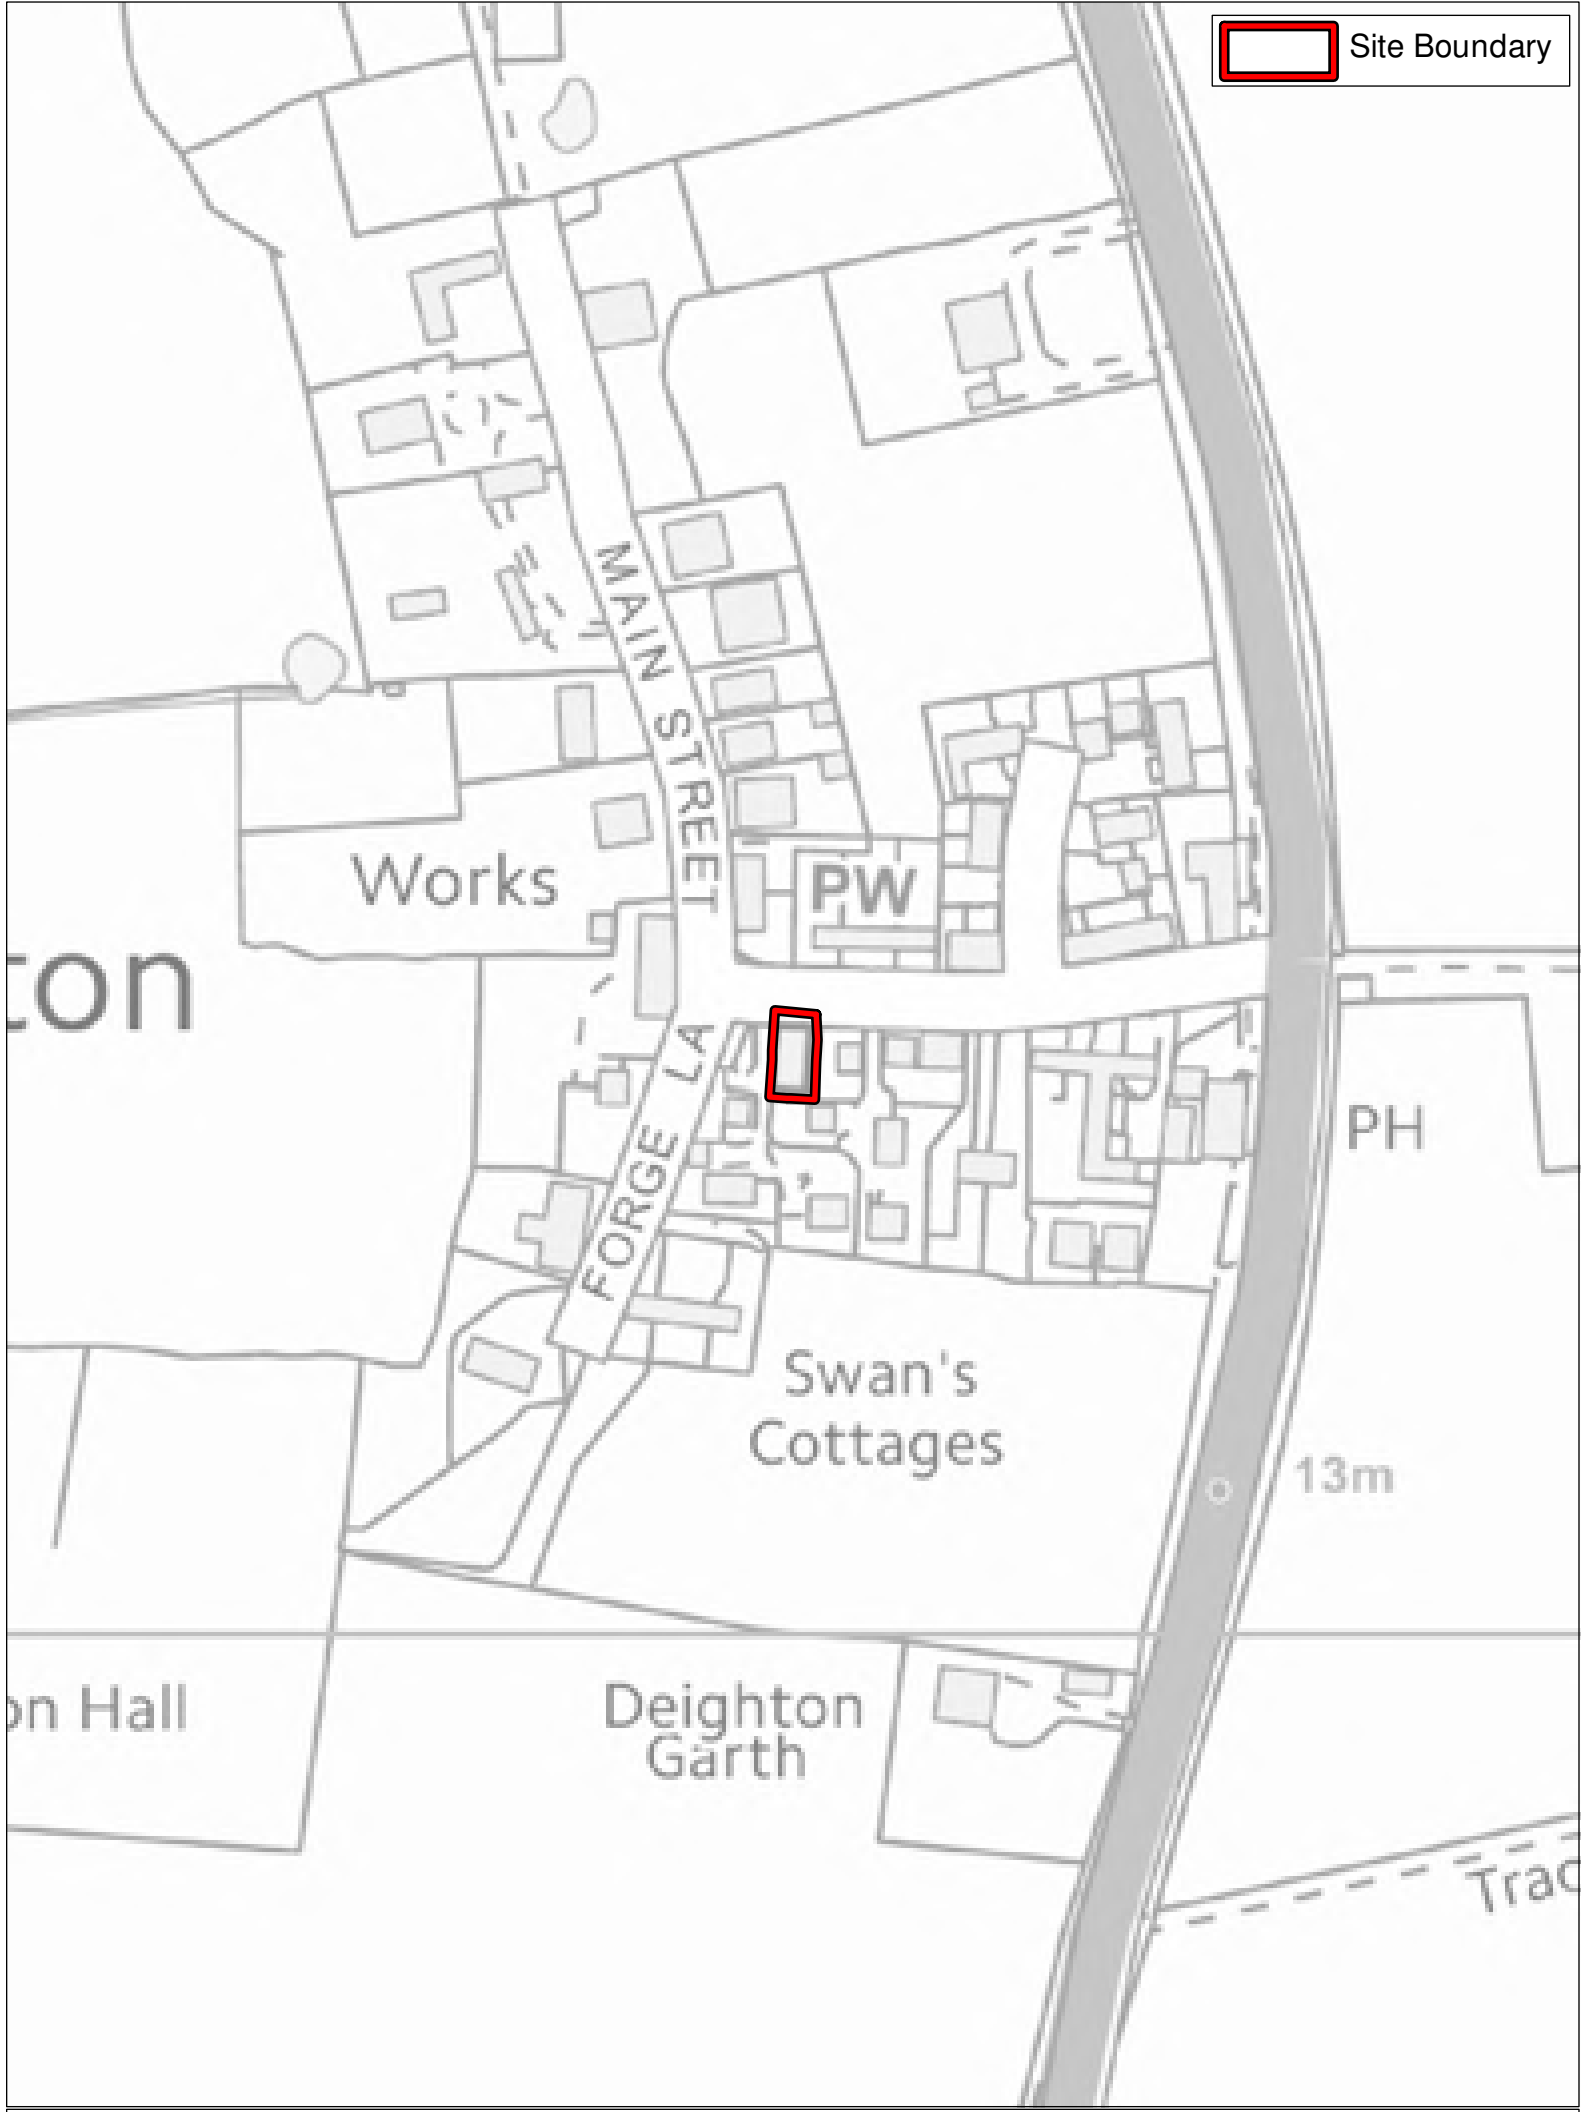 Site Boundary
MAIN STREET
Works
PW
ton
FORGE LA
PH
Swan's
Cottages
13m
on Hall
Deighton
Garth
Trac